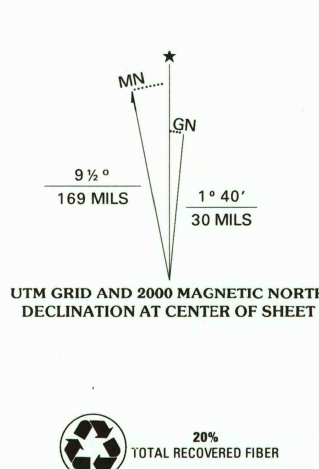 ★
MN
GN
9 ½ °
169 MILS
1 ° 40′
30 MILS
UTM GRID AND 2000 MAGNETIC NORTH
DECLINATION AT CENTER OF SHEET
20%
TOTAL RECOVERED FIBER